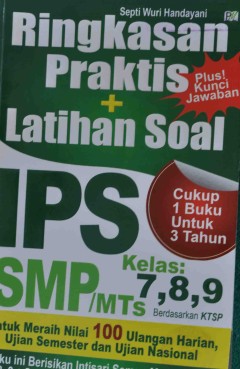 Septi Wuri Handayani
Ringkasan
Praktis
Plus!
Kunci
Jawaban
+
Latihan Soal
IPS
Cukup
1 Buku
Untuk
3 Tahun
SMP/MTs
Kelas:
7,8,9
Berdasarkan KTSP
tuk Meraih Nilai 100 Ulangan Harian,
Ujian Semester dan Ujian Nasional
ku ini Berisikan Intisari